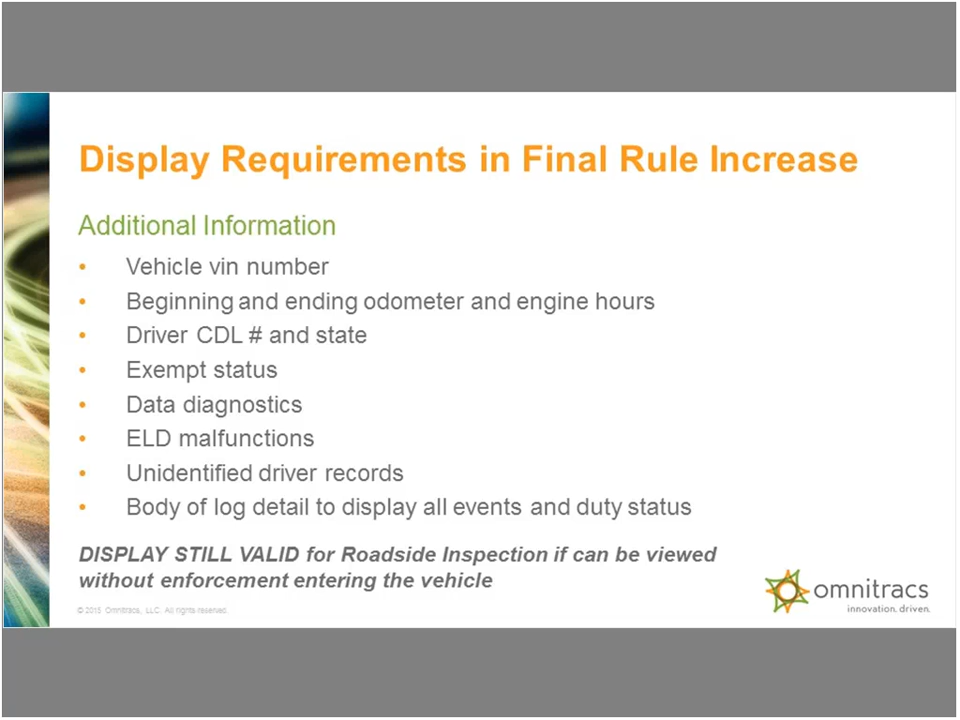 Display Requirements in Final Rule Increase
Additional Information
• Vehicle vin number
• Beginning and ending odometer and engine hours
• Driver CDL # and state
• Exempt status
• Data diagnostics
• ELD malfunctions
• Unidentified driver records
• Body of log detail to display all events and duty status
DISPLAY STILL VALID for Roadside Inspection if can be viewed
without enforcement entering the vehicle
© 2015 Omnitracs, LLC. All rights reserved.
omnitracs
innovation. driven.